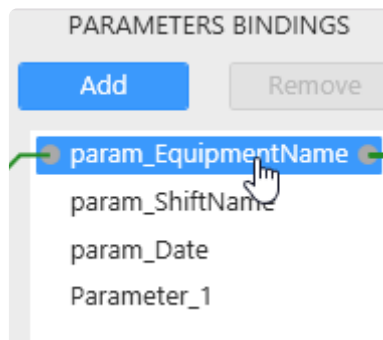 PARAMETERS BINDINGS
Add Remove
param_EquipmentName
param_ShiftName
param_Date
Parameter_1